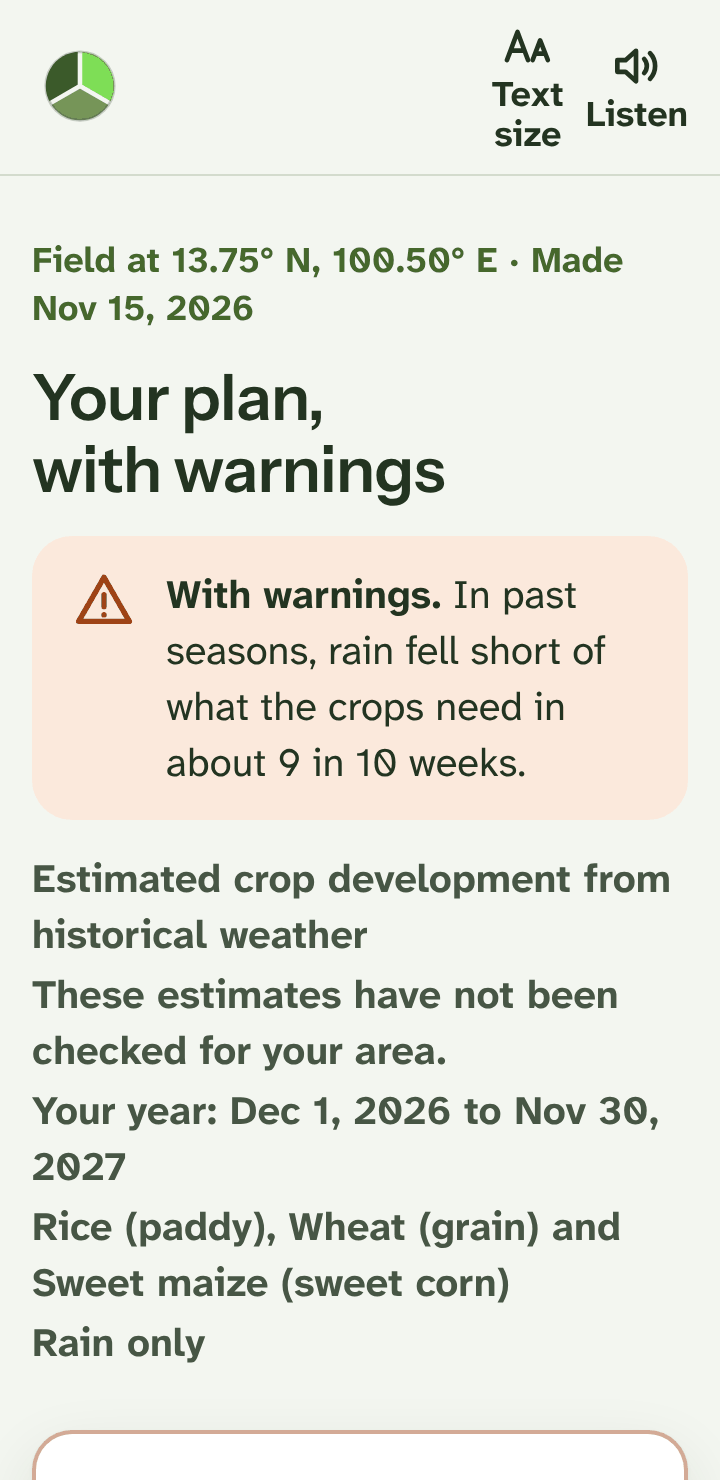 Text
size
Listen
Field at 13.75° N, 100.50° E · Made
Nov 15, 2026
Your plan,
with warnings
With warnings. In past
seasons, rain fell short of
what the crops need in
about 9 in 10 weeks.
Estimated crop development from
historical weather
These estimates have not been
checked for your area.
Your year: Dec 1, 2026 to Nov 30,
2027
Rice (paddy), Wheat (grain) and
Sweet maize (sweet corn)
Rain only